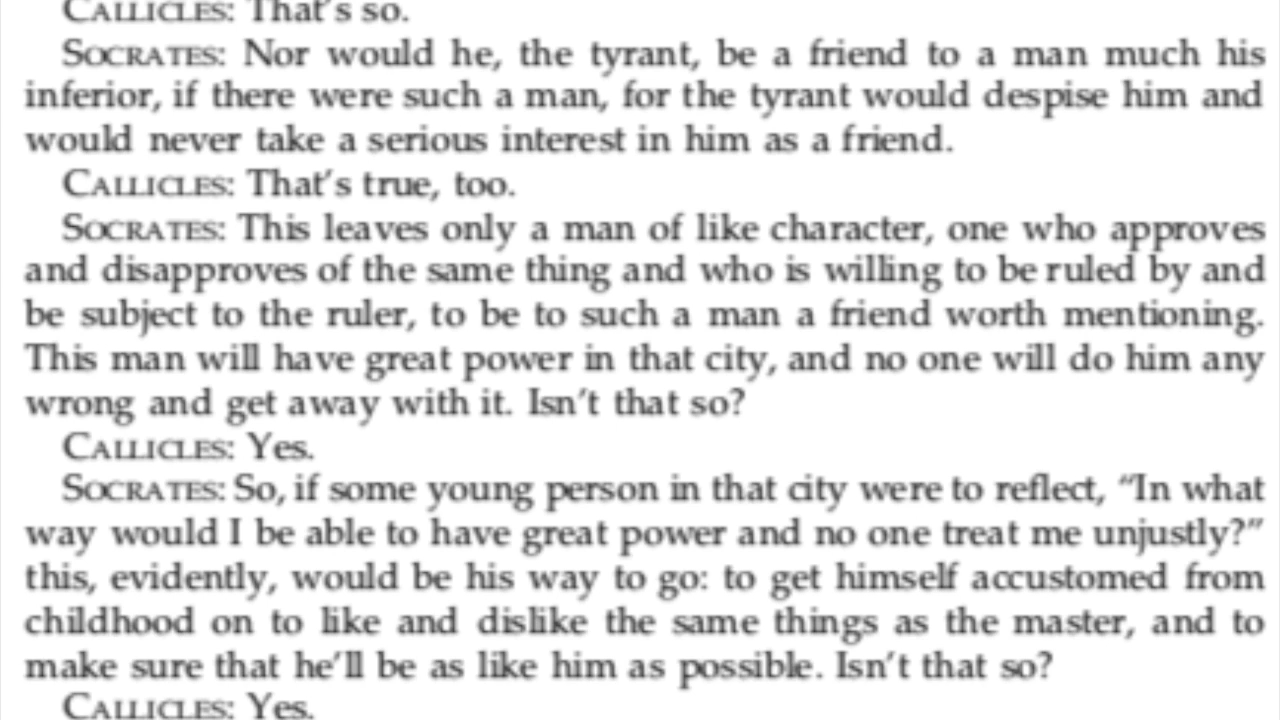 CALLICLES: That's so.
SOCRATES: Nor would he, the tyrant, be a friend to a man much his
inferior, if there were such a man, for the tyrant would despise him and
would never take a serious interest in him as a friend.
CALLICLES: That's true, too.
SOCRATES: This leaves only a man of like character, one who approves
and disapproves of the same thing and who is willing to be ruled by and
be subject to the ruler, to be to such a man a friend worth mentioning.
This man will have great power in that city, and no one will do him any
wrong and get away with it. Isn't that so?
CALLICLES: Yes.
SOCRATES: So, if some young person in that city were to reflect, “In what
way would I be able to have great power and no one treat me unjustly?”
this, evidently, would be his way to go: to get himself accustomed from
childhood on to like and dislike the same things as the master, and to
make sure that he'll be as like him as possible. Isn't that so?
CALLICLES: Yes.